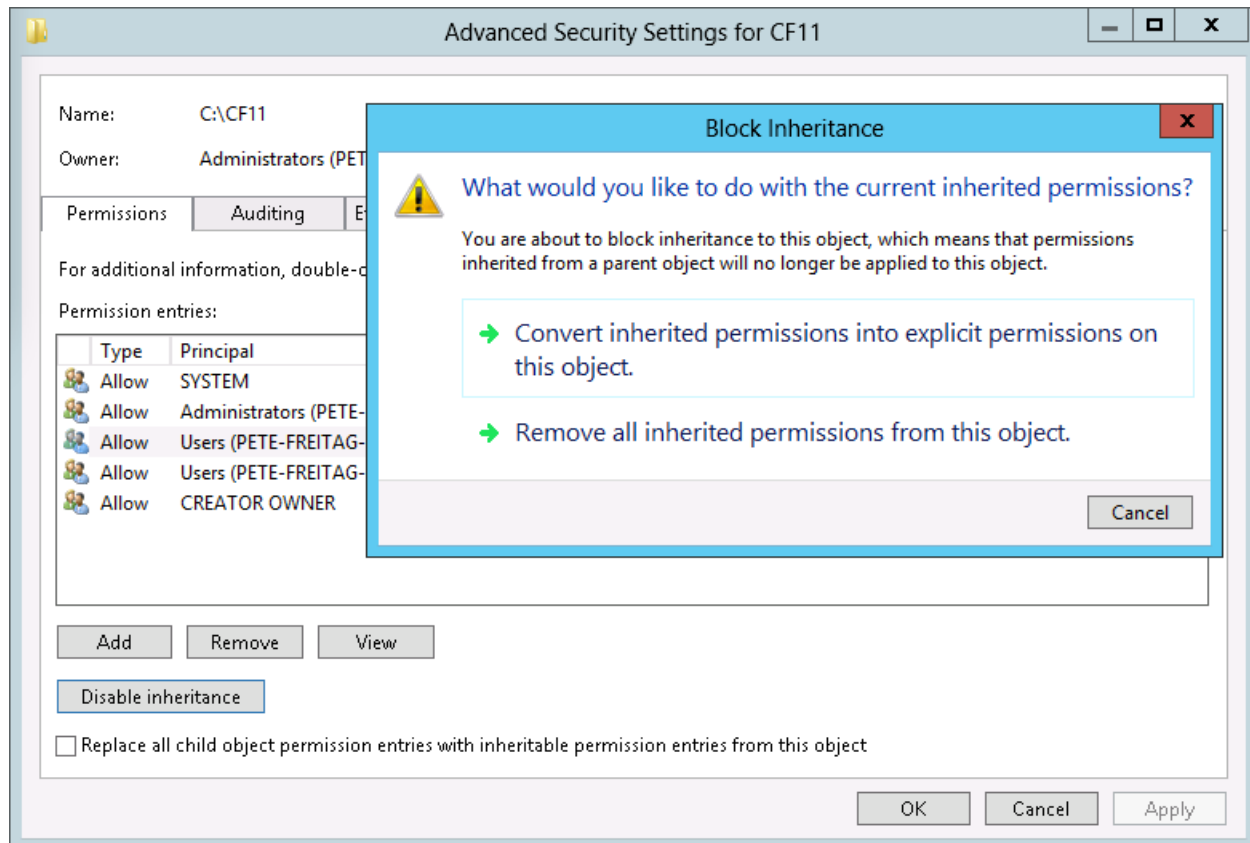 Advanced Security Settings for CF11
Name: C:\CF11
Block Inheritance
Owner: Administrators (PET
What would you like to do with the current inherited permissions?
Permissions Auditing
You are about to block inheritance to this object, which means that permissions
inherited from a parent object will no longer be applied to this object.
For additional information, double-c
Permission entries:
Convert inherited permissions into explicit permissions on
this object.
Type Principal
Allow SYSTEM
Allow Administrators (PETE-
Allow Users (PETE-FREITAG-
Remove all inherited permissions from this object.
Allow Users (PETE-FREITAG-
Allow CREATOR OWNER
Cancel
Add Remove View
Disable inheritance
Replace all child object permission entries with inheritable permission entries from this object
OK Cancel Apply